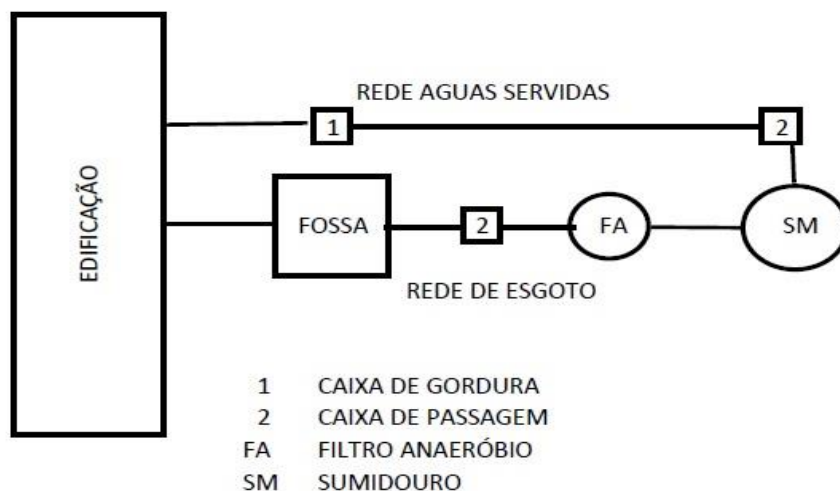 EDIFICAÇÃO
REDE AGUAS SERVIDAS
1
2
FOSSA
2
FA
SM
REDE DE ESGOTO
1 CAIXA DE GORDURA
2 CAIXA DE PASSAGEM
FA FILTRO ANAERÓBIO
SM SUMIDOURO